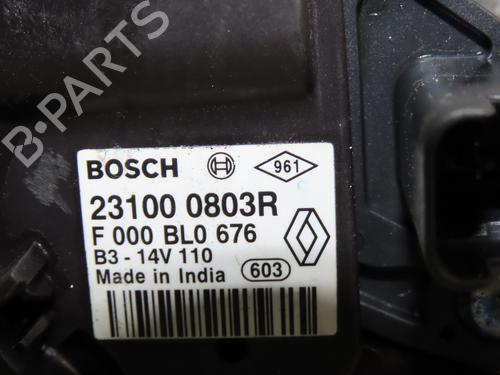 B-PARTS
BOSCH 961
23100 0803R
F 000 BL0 676
B3 - 14V 110
Made in India 603